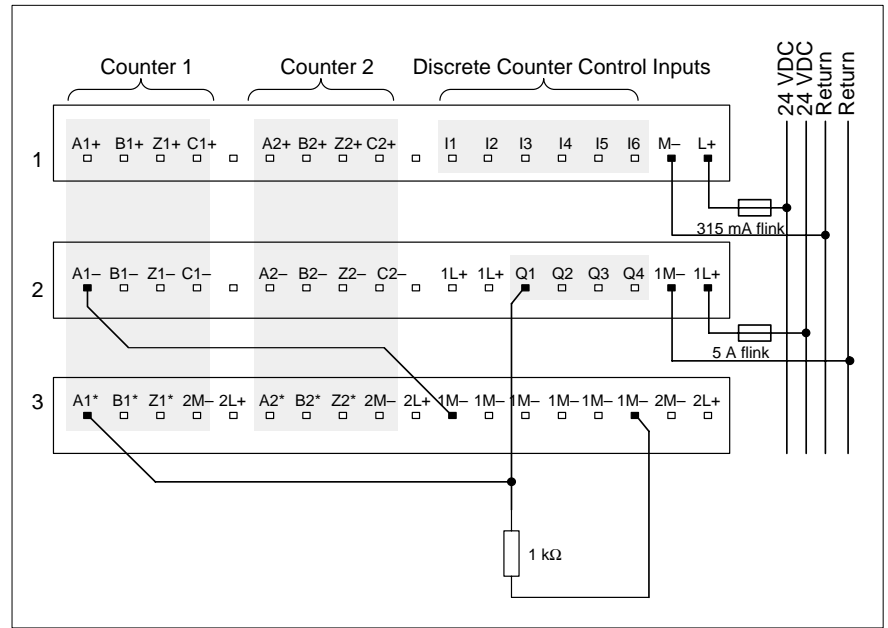 Counter 1 Counter 2 Discrete Counter Control Inputs
24 VDC
24 VDC
Return
Return
1
A1+ B1+ Z1+ C1+ A2+ B2+ Z2+ C2+ I1 I2 I3 I4 I5 I6 M– L+
315 mA flink
2
A1– B1– Z1– C1– A2– B2– Z2– C2– 1L+ 1L+ Q1 Q2 Q3 Q4 1M– 1L+
5 A flink
3
A1* B1* Z1* 2M– 2L+ A2* B2* Z2* 2M– 2L+ 1M– 1M– 1M– 1M– 1M– 1M– 2M– 2L+
1 kΩ